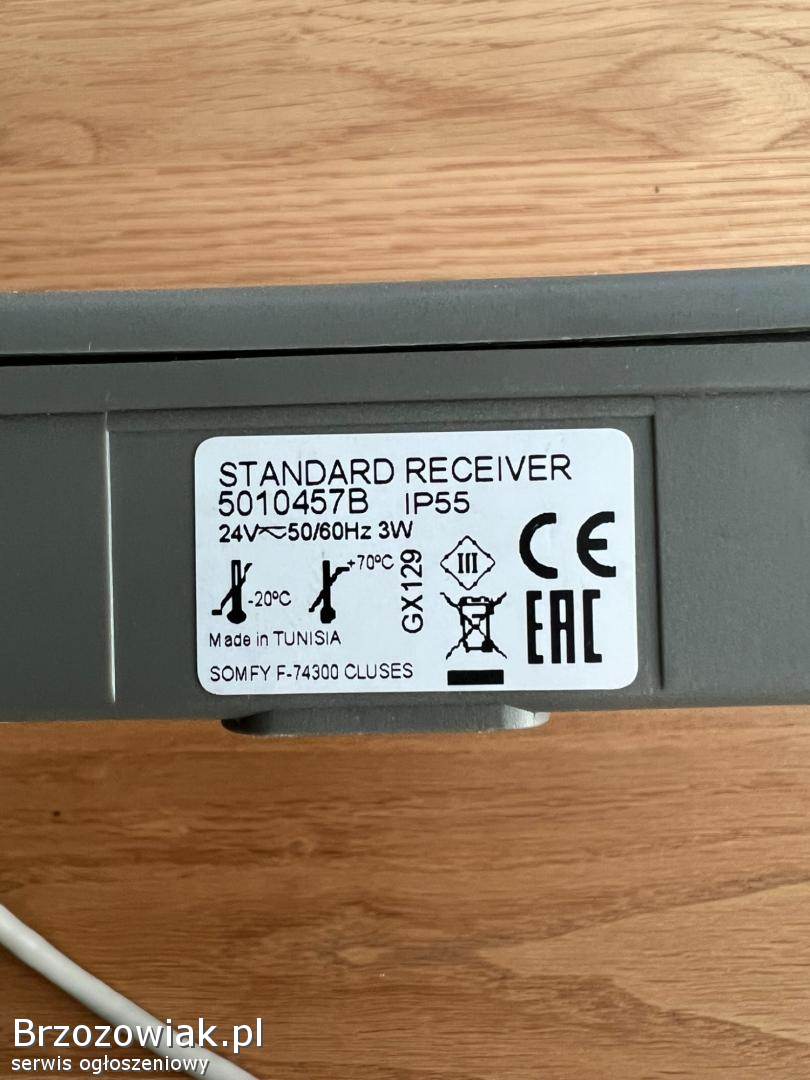 STANDARD RECEIVER
5010457B IP55
24V⎓~50/60Hz 3W
-20°C +70°C
GX129
III
CE
EAC
Made in TUNISIA
SOMFY F-74300 CLUSES
Brzozowiak.pl
serwis ogłoszeniowy